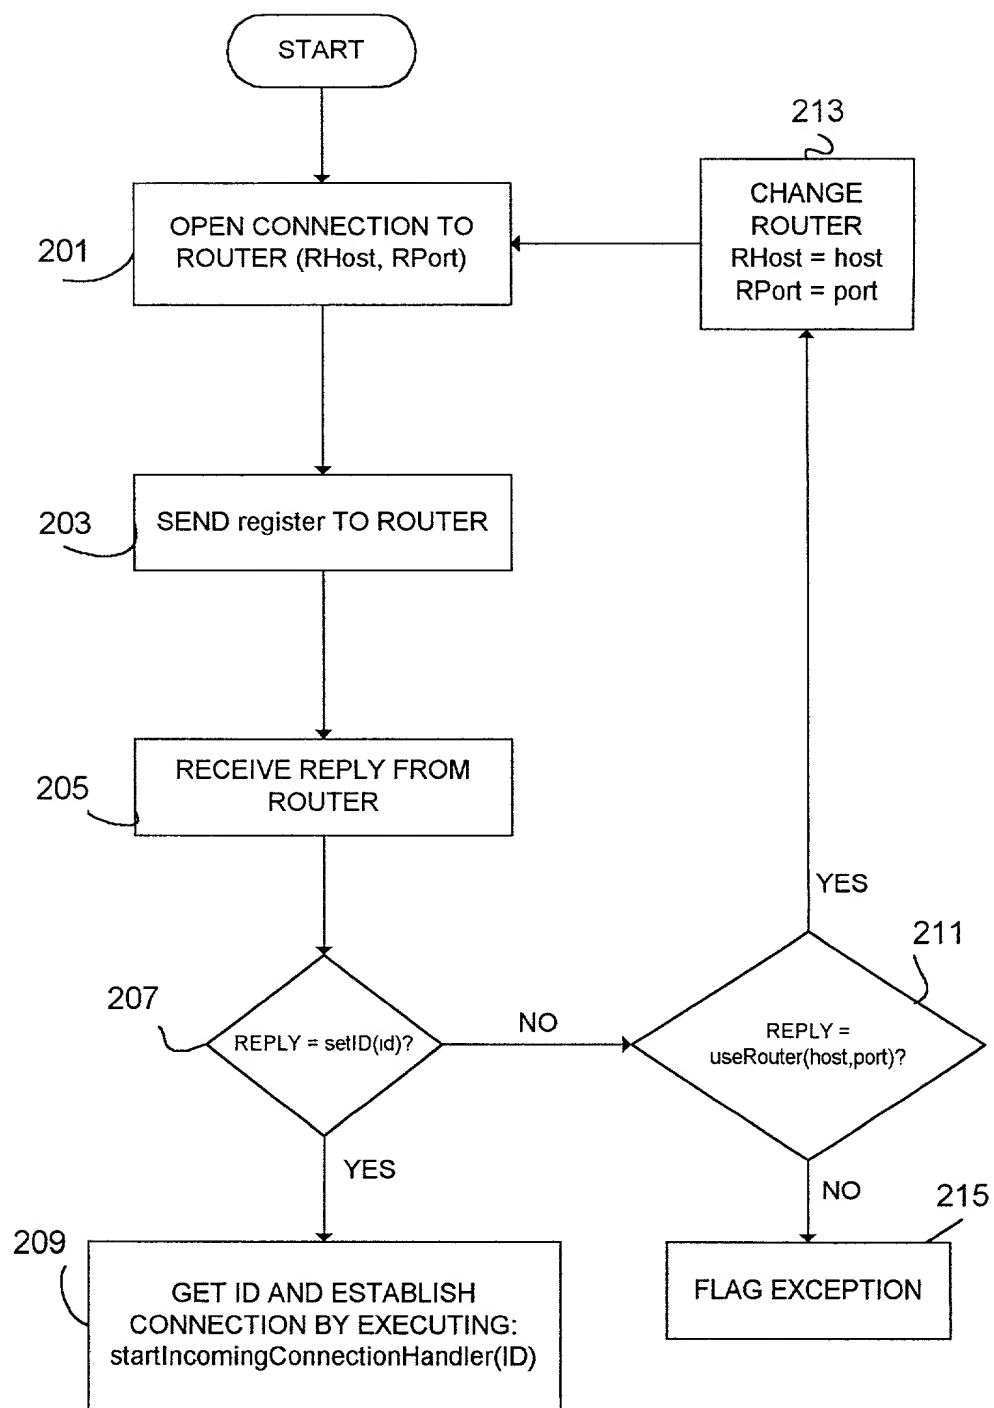 START
213
CHANGE
ROUTER
RHost = host
RPort = port
201
OPEN CONNECTION TO
ROUTER (RHost, RPort)
203
SEND register TO ROUTER
205
RECEIVE REPLY FROM
ROUTER
YES
211
207
REPLY = setID(id)?
NO
REPLY =
useRouter(host,port)?
YES
NO
215
209
GET ID AND ESTABLISH
CONNECTION BY EXECUTING:
startIncomingConnectionHandler(ID)
FLAG EXCEPTION